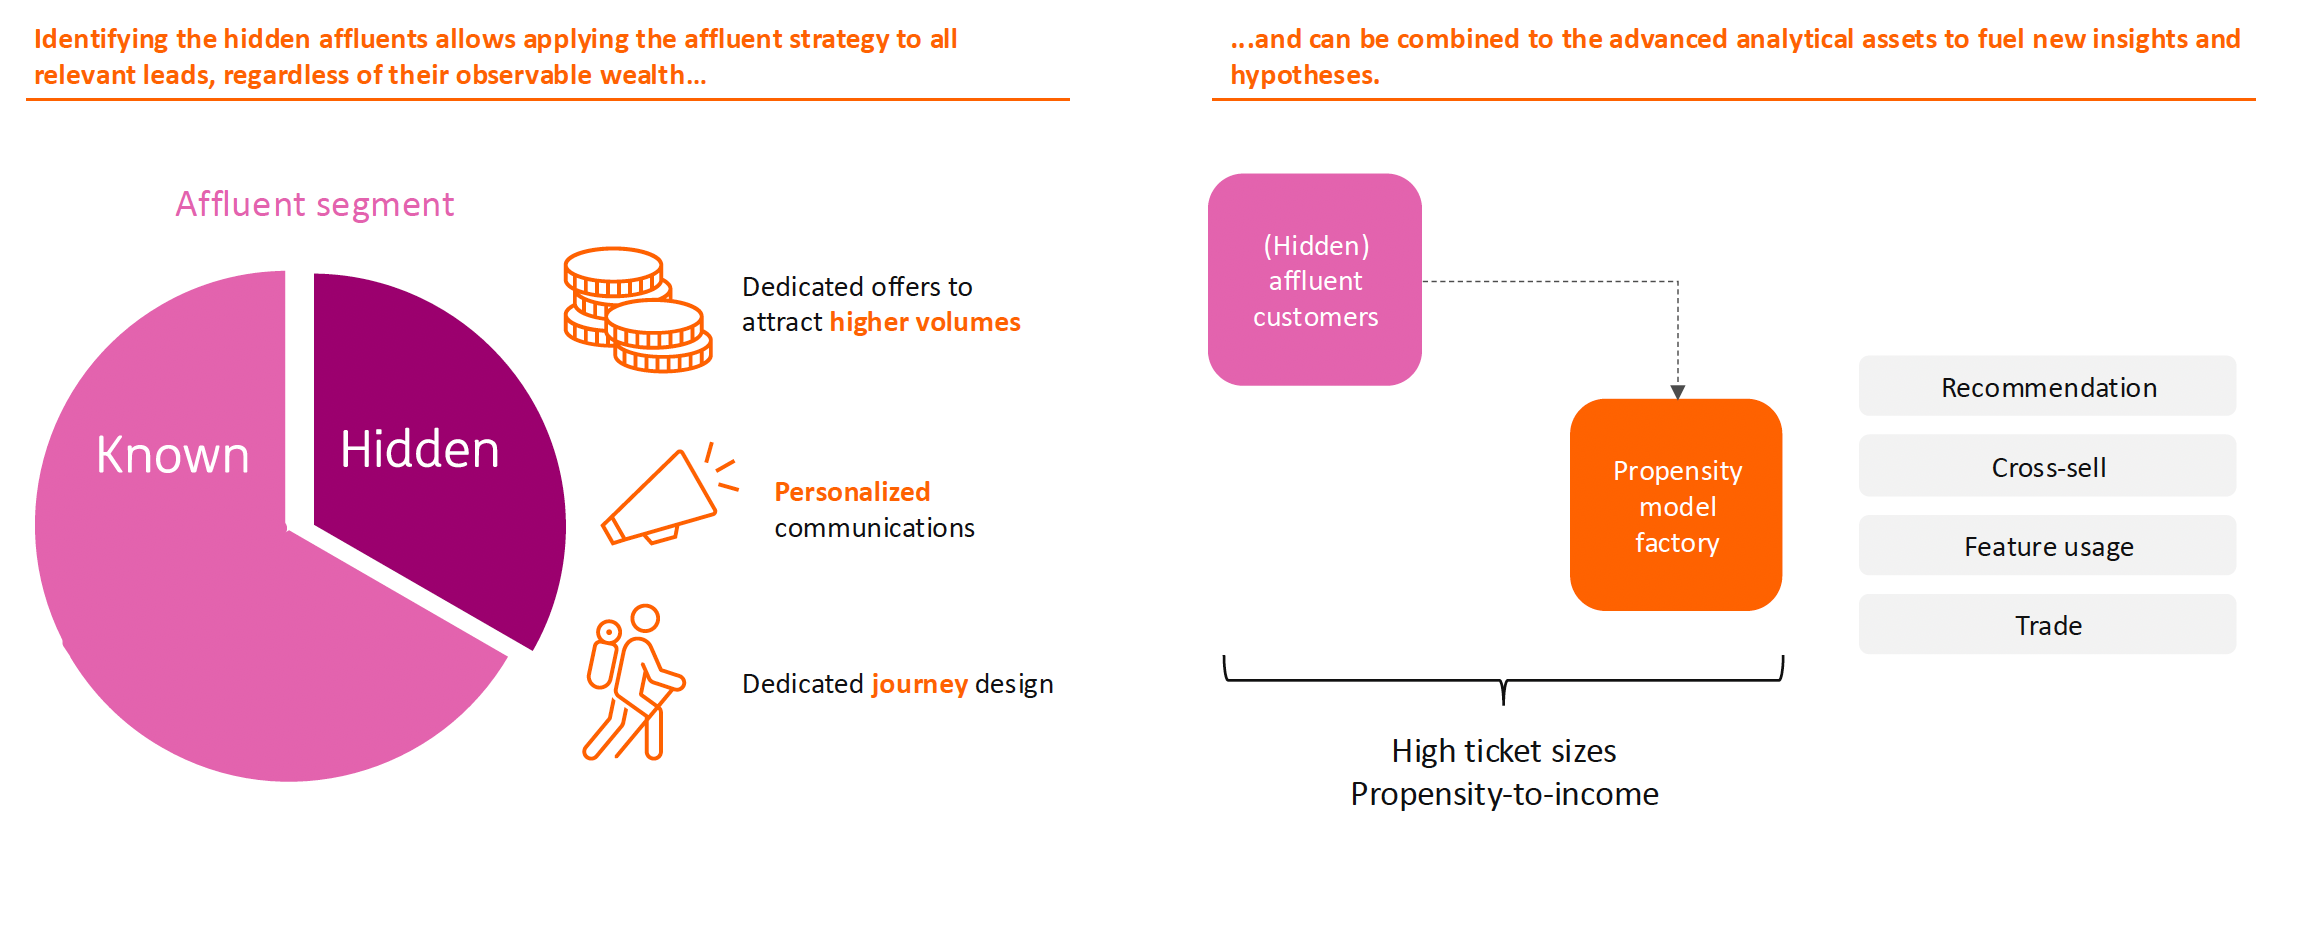 Identifying the hidden affluents allows applying the affluent strategy to all
relevant leads, regardless of their observable wealth…
Affluent segment
Known
Hidden
Dedicated offers to
attract higher volumes
Personalized
communications
Dedicated journey design
…and can be combined to the advanced analytical assets to fuel new insights and
hypotheses.
(Hidden)
affluent
customers
Propensity
model
factory
Recommendation
Cross-sell
Feature usage
Trade
High ticket sizes
Propensity-to-income